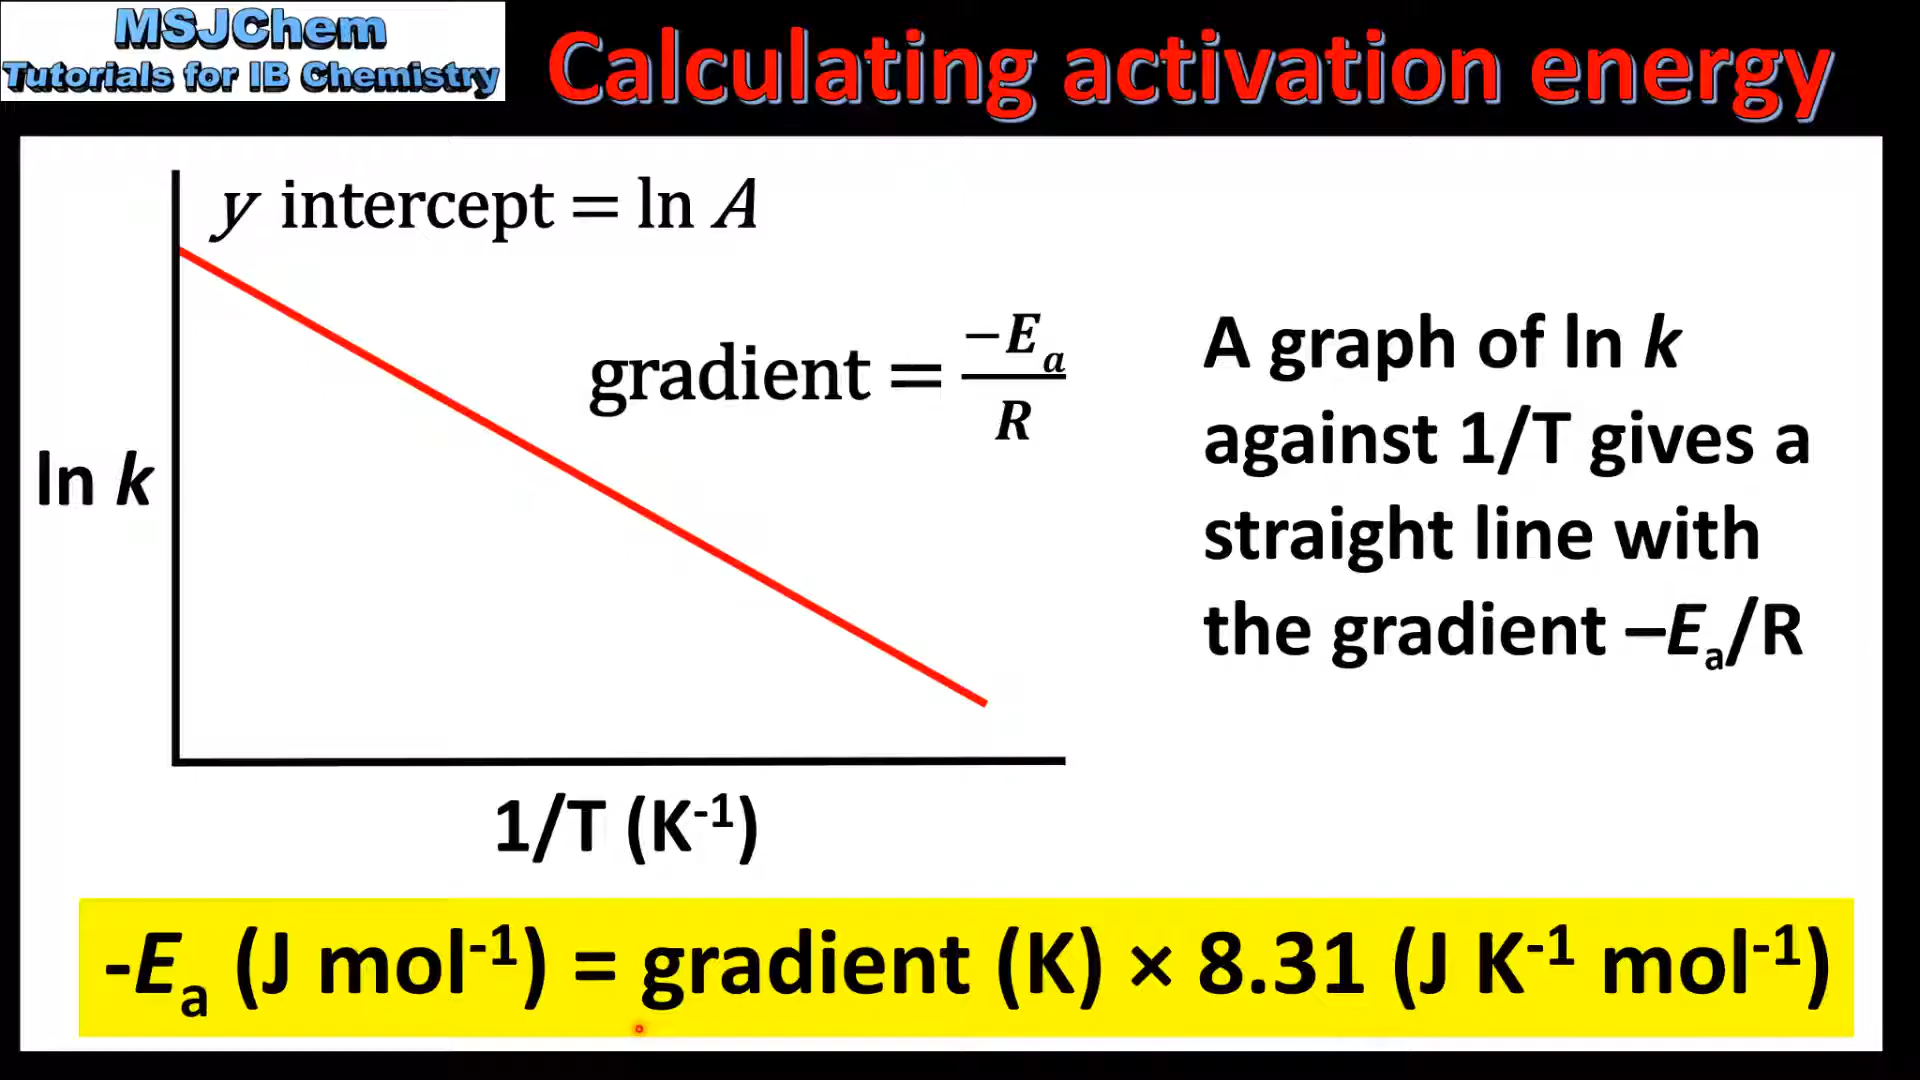 MSJChem
Tutorials for IB Chemistry
Calculating activation energy
y intercept = ln A
gradient = −Eₐ/R
ln k
A graph of ln k
against 1/T gives a
straight line with
the gradient –Eₐ/R
1/T (K⁻¹)
-Eₐ (J mol⁻¹) = gradient (K) × 8.31 (J K⁻¹ mol⁻¹)